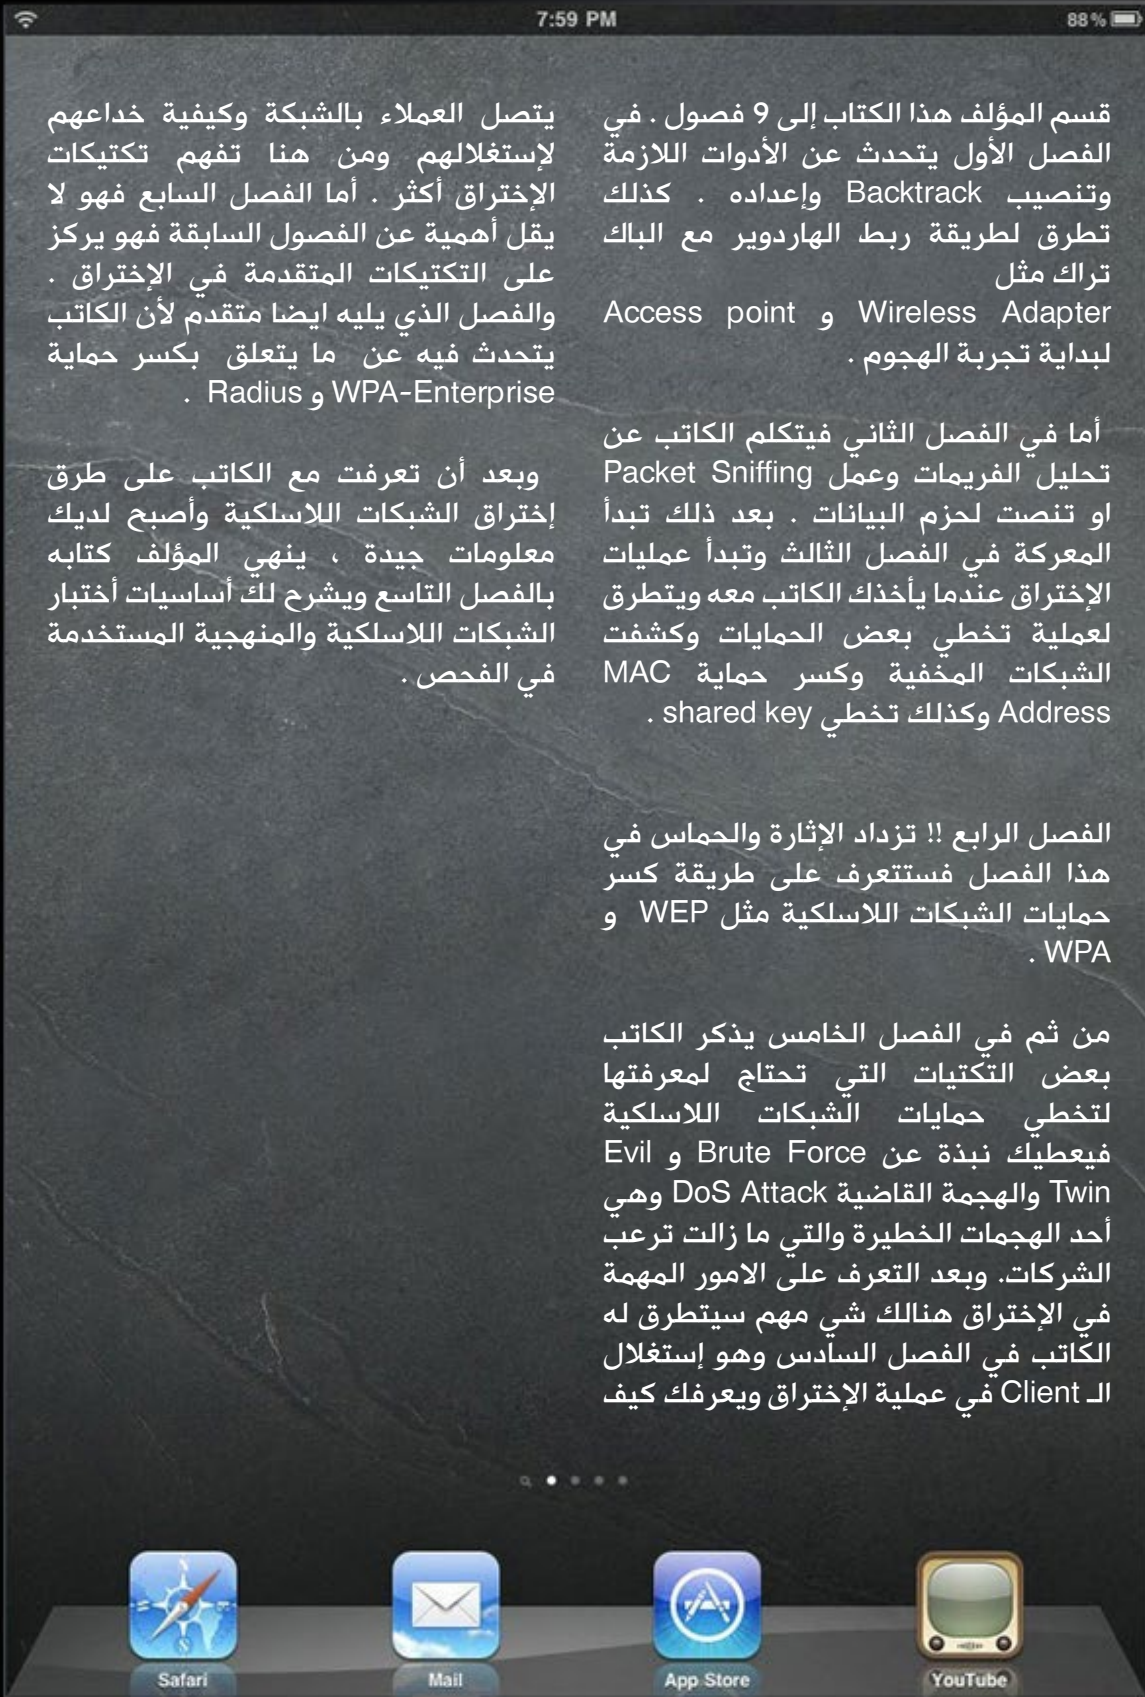 7:59 PM
88%
قسم المؤلف هذا الكتاب إلى 9 فصول . في
الفصل الأول يتحدث عن الأدوات اللازمة
وتنصيب Backtrack وإعداده . كذلك
تطرق لطريقة ربط الهاردوير مع الباك
تراك مثل
Access point و Wireless Adapter
لبداية تجربة الهجوم .
أما في الفصل الثاني فيتكلم الكاتب عن
تحليل الفريمات وعمل Packet Sniffing
او تنصت لحزم البيانات . بعد ذلك تبدأ
المعركة في الفصل الثالث وتبدأ عمليات
الإختراق عندما يأخذك الكاتب معه ويتطرق
لعملية تخطي بعض الحمايات وكشفت
الشبكات المخفية وكسر حماية MAC
Address وكذلك تخطي shared key .
الفصل الرابع !! تزداد الإثارة والحماس في
هذا الفصل فستتعرف على طريقة كسر
حمايات الشبكات اللاسلكية مثل WEP و
WPA .
من ثم في الفصل الخامس يذكر الكاتب
بعض التكتيات التي تحتاج لمعرفتها
لتخطي حمايات الشبكات اللاسلكية
فيعطيك نبذة عن Brute Force و Evil
Twin والهجمة القاضية DoS Attack وهي
أحد الهجمات الخطيرة والتي ما زالت ترعب
الشركات. وبعد التعرف على الامور المهمة
في الإختراق هنالك شي مهم سيتطرق له
الكاتب في الفصل السادس وهو إستغلال
الـ Client في عملية الإختراق ويعرفك كيف
يتصل العملاء بالشبكة وكيفية خداعهم
لإستغلالهم ومن هنا تفهم تكتيكات
الإختراق أكثر . أما الفصل السابع فهو لا
يقل أهمية عن الفصول السابقة فهو يركز
على التكتيكات المتقدمة في الإختراق .
والفصل الذي يليه ايضا متقدم لأن الكاتب
يتحدث فيه عن ما يتعلق بكسر حماية
WPA-Enterprise و Radius .
وبعد أن تعرفت مع الكاتب على طرق
إختراق الشبكات اللاسلكية وأصبح لديك
معلومات جيدة ، ينهي المؤلف كتابه
بالفصل التاسع ويشرح لك أساسيات أختبار
الشبكات اللاسلكية والمنهجية المستخدمة
في الفحص .
Safari
Mail
App Store
YouTube